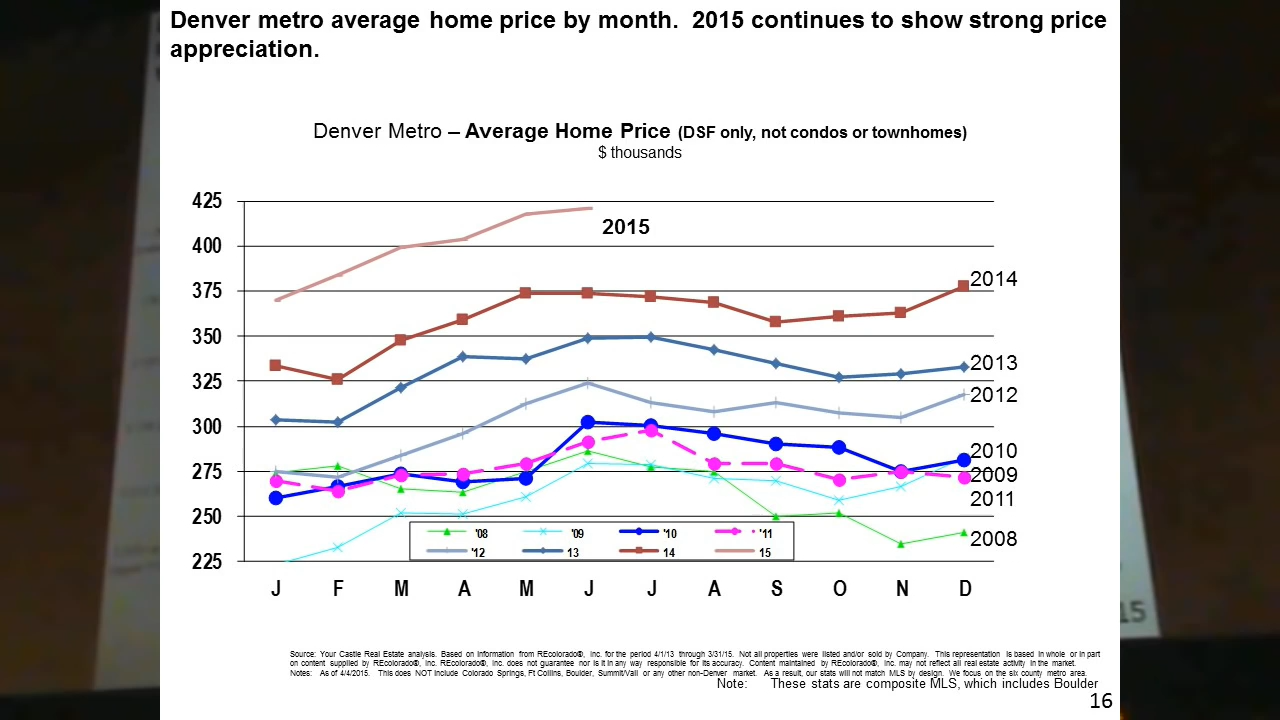 Denver metro average home price by month.  2015 continues to show strong price
appreciation.
Denver Metro – Average Home Price (DSF only, not condos or townhomes)
$ thousands
425
400
375
350
325
300
275
250
225
2015
2014
2013
2012
2010
2009
2011
2008
'08 '09 '10 '11
'12 13 14 15
J F M A M J J A S O N D
Source: Your Castle Real Estate analysis. Based on information from REcolorado®, Inc. for the period 4/1/13 through 3/31/15. Not all properties were listed and/or sold by Company. This representation is based in whole or in part
on content supplied by REcolorado®, Inc. REcolorado®, Inc. does not guarantee nor is it in any way responsible for its accuracy. Content maintained by REcolorado®, Inc. may not reflect all real estate activity in the market.
Notes: As of 4/4/2015. This does NOT include Colorado Springs, Ft Collins, Boulder, Summit/Vail or any other non-Denver market. As a result, our stats will not match MLS by design. We focus on the six county metro area.
Note: These stats are composite MLS, which includes Boulder
16
15